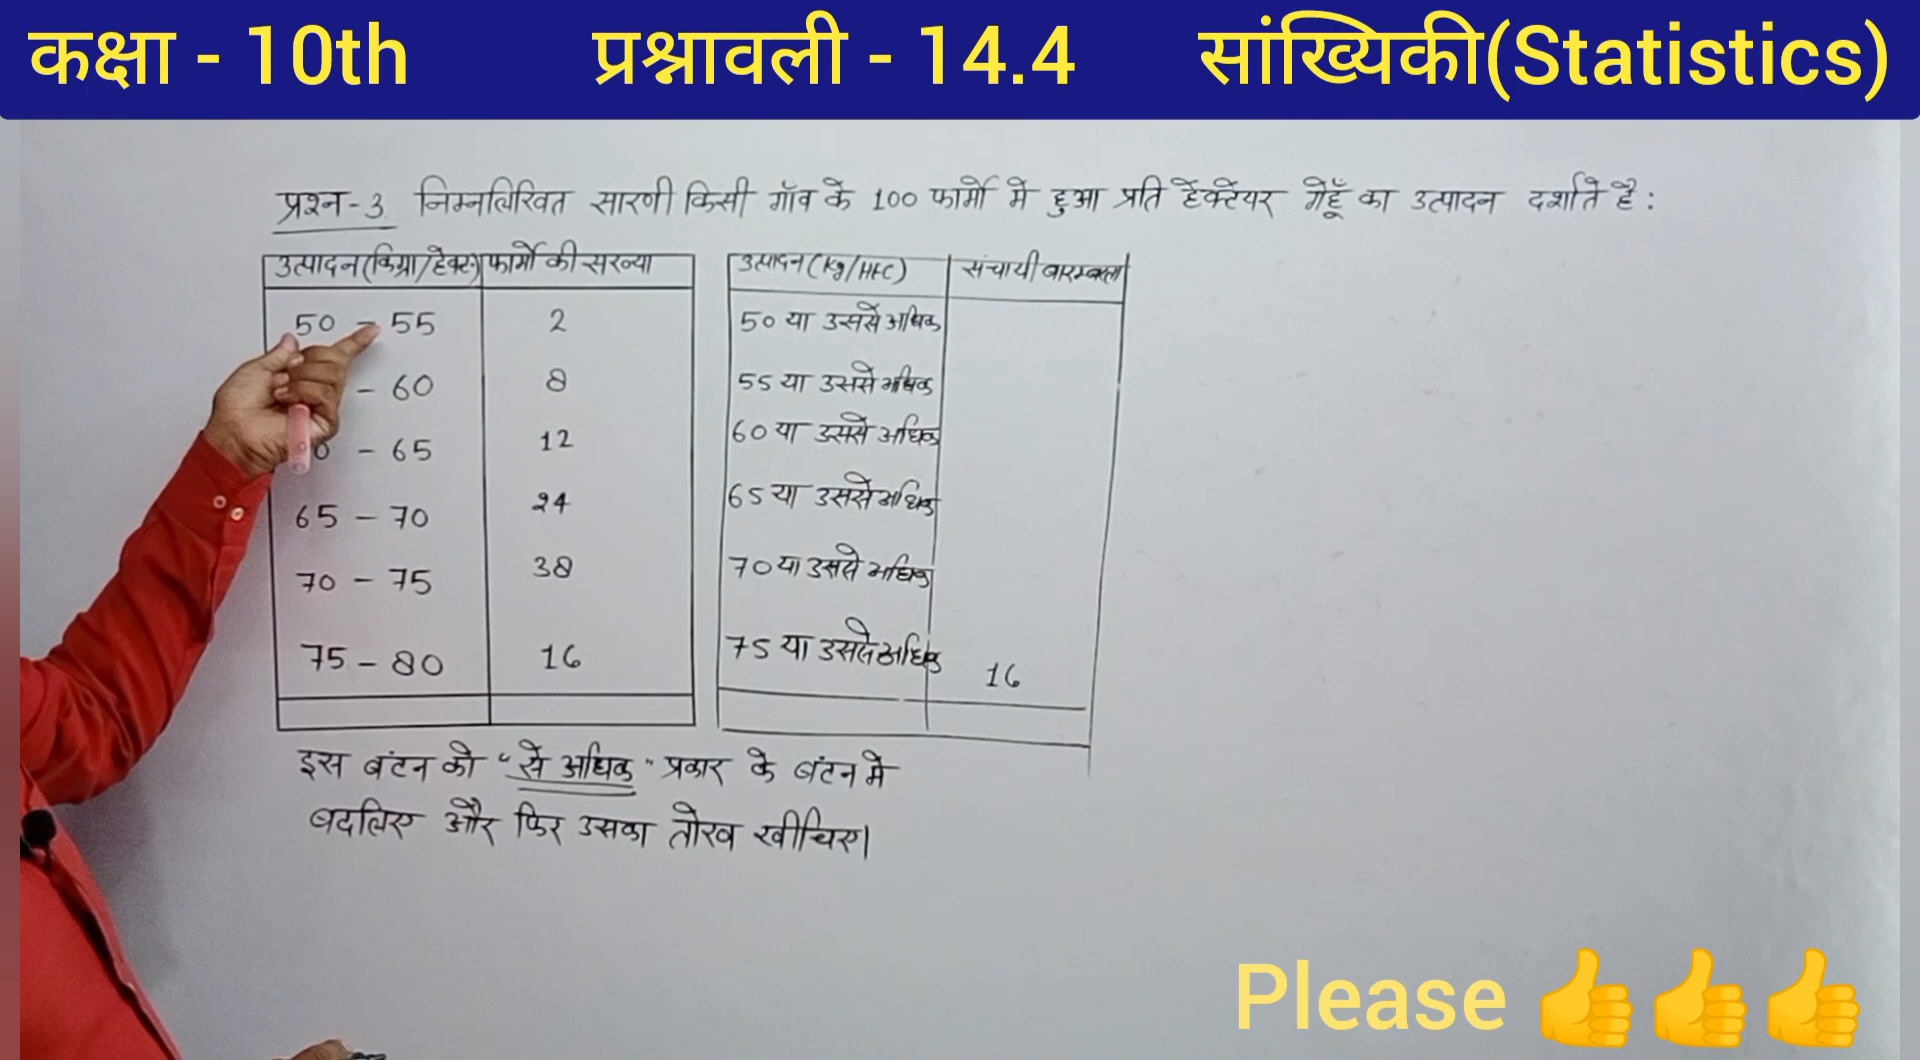 कक्षा - 10th प्रश्नावली - 14.4 सांख्यिकी(Statistics)
प्रश्न-3. निम्नलिखित सारणी किसी गाँव के 100 फार्मो मे हुआ प्रति हेक्टेयर गेहूँ का उत्पादन दर्शाते है :
उत्पादन(किग्रा/हेक्ट.) फार्मो की सख्या
50 - 55 2
- 60 8
- 65 12
65 - 70 24
70 - 75 38
75 - 80 16
उत्पादन (Kg/HEC) संचायी बारम्बारता
50 या उससे अधिक
55 या उससे अधिक
60 या उससे अधिक
65 या उससे अधिक
70 या उससे अधिक
75 या उससे अधिक 16
इस बंटन को "से अधिक" प्रकार के बंटन मे
बदलिए और फिर उसका तोरव खीचिए।
Please